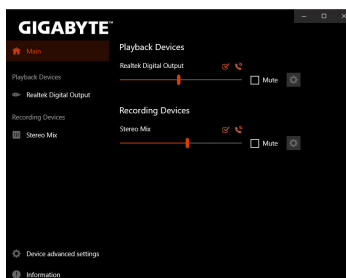 GIGABYTE™
Main
Playback Devices
Realtek Digital Output
Recording Devices
Stereo Mix
Device advanced settings
Information
Playback Devices
Realtek Digital Output
Mute
Recording Devices
Stereo Mix
Mute